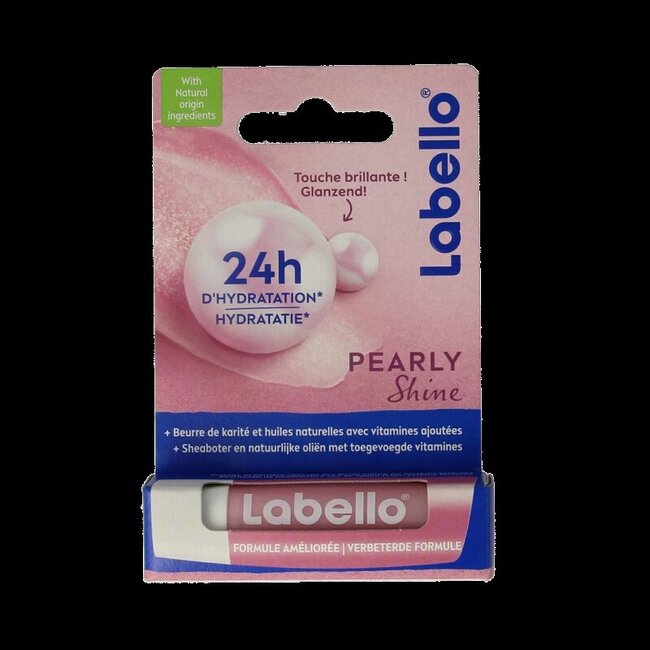 With
Natural
origin
ingredients
Labello®
Touche brillante !
Glanzend!
24h
D'HYDRATATION*
HYDRATATIE*
PEARLY
Shine
+ Beurre de karité et huiles naturelles avec vitamines ajoutées
+ Sheaboter en natuurlijke oliën met toegevoegde vitamines
Labello®
FORMULE AMÉLIORÉE | VERBETERDE FORMULE